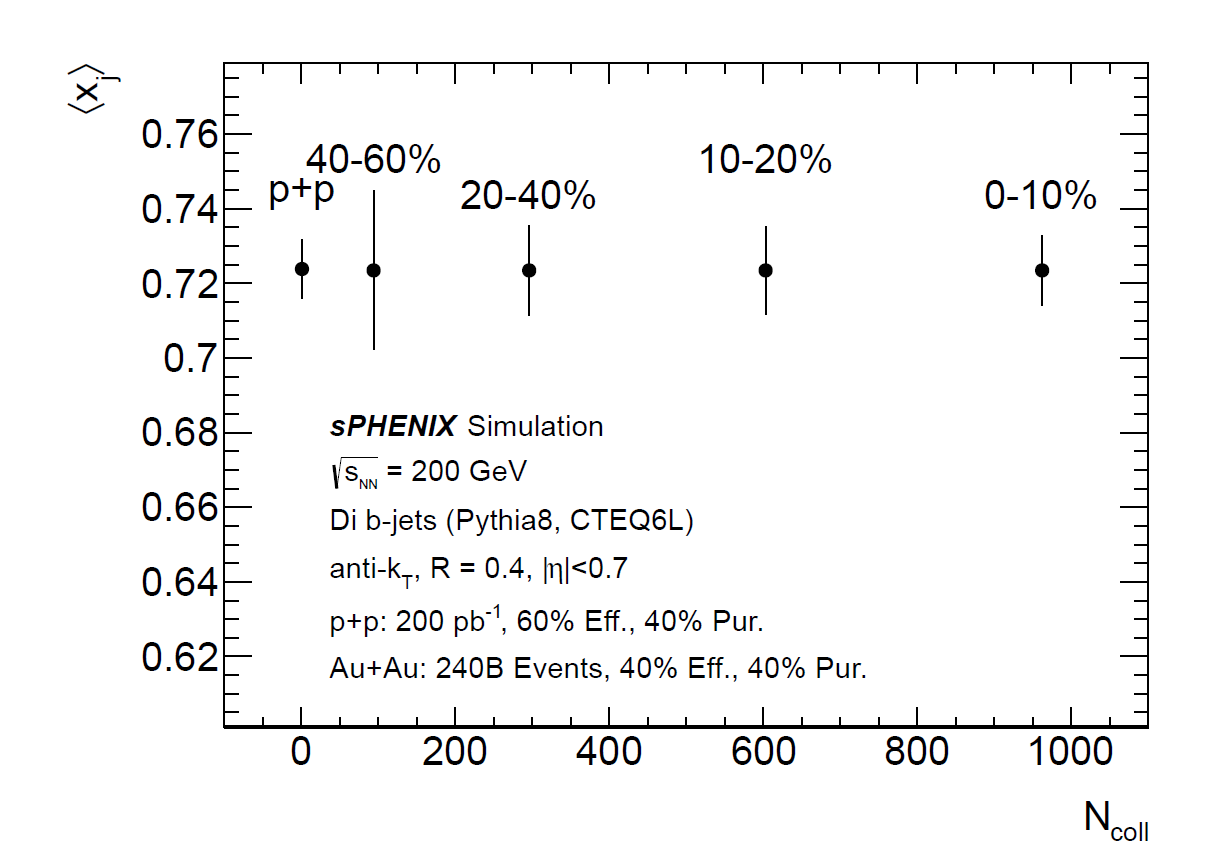 ⟨x_j⟩
0.76
0.74
0.72
0.7
0.68
0.66
0.64
0.62
40-60%
10-20%
p+p
20-40%
0-10%
sPHENIX Simulation
√s_NN = 200 GeV
Di b-jets (Pythia8, CTEQ6L)
anti-k_T, R = 0.4, |η|<0.7
p+p: 200 pb^-1, 60% Eff., 40% Pur.
Au+Au: 240B Events, 40% Eff., 40% Pur.
0 200 400 600 800 1000
N_coll